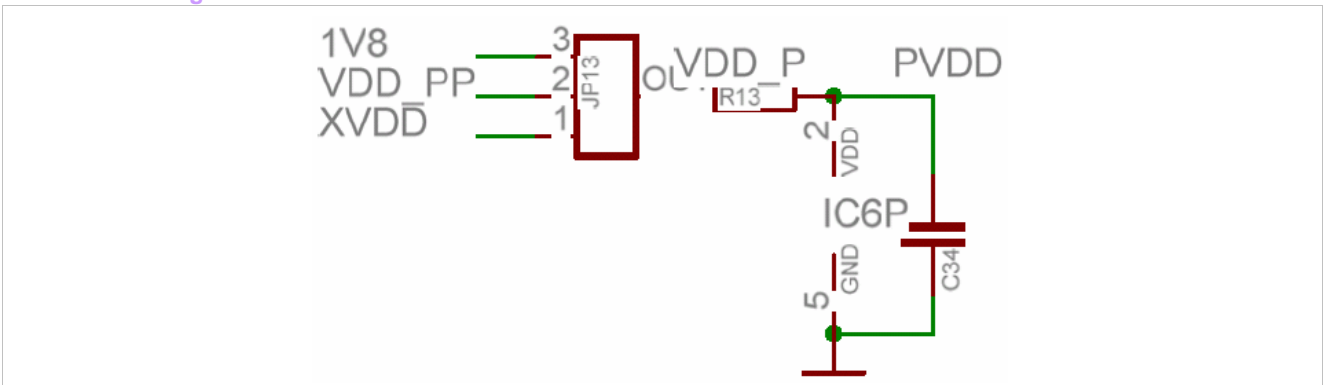 1V8
VDD_PP
XVDD
3
2
1
JP13
VDD_P
R13
PVDD
2
VDD
IC6P
GND
5
C34